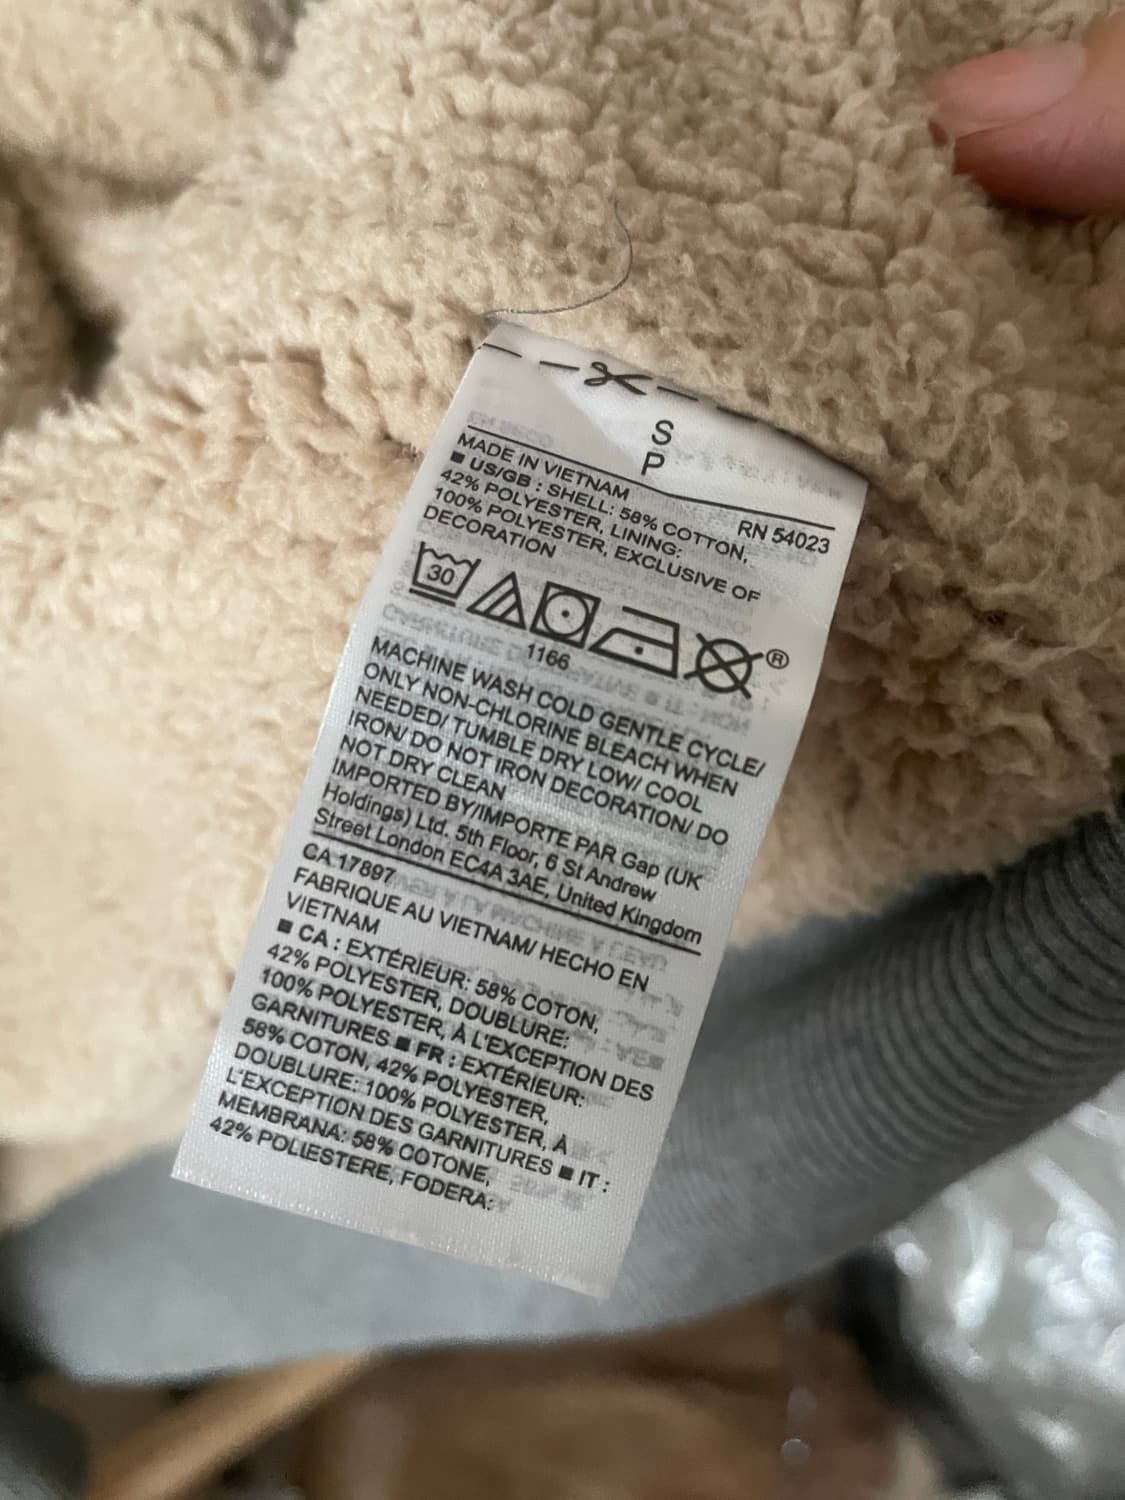 S
P
MADE IN VIETNAM
RN 54023
■ US/GB : SHELL: 58% COTTON,
42% POLYESTER, LINING:
100% POLYESTER, EXCLUSIVE OF
DECORATION
30
®
1166
MACHINE WASH COLD GENTLE CYCLE/
ONLY NON-CHLORINE BLEACH WHEN
NEEDED/ TUMBLE DRY LOW/ COOL
IRON/ DO NOT IRON DECORATION/ DO
NOT DRY CLEAN
IMPORTED BY/IMPORTE PAR Gap (UK
Holdings) Ltd. 5th Floor, 6 St Andrew
Street London EC4A 3AE, United Kingdom
CA 17897
FABRIQUE AU VIETNAM/ HECHO EN
VIETNAM
■ CA : EXTÉRIEUR: 58% COTON,
42% POLYESTER, DOUBLURE:
100% POLYESTER, À L'EXCEPTION DES
GARNITURES ■ FR : EXTÉRIEUR:
58% COTON, 42% POLYESTER,
DOUBLURE: 100% POLYESTER, À
L'EXCEPTION DES GARNITURES ■ IT :
MEMBRANA: 58% COTONE,
42% POLIESTERE, FODERA: